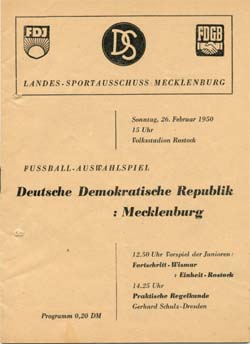 FDJ
DS
FDGB
LANDES-SPORTAUSSCHUSS MECKLENBURG
Sonntag, 26. Februar 1950
15 Uhr
Volksstadion Rostock
FUSSBALL-AUSWAHLSPIEL
Deutsche Demokratische Republik
: Mecklenburg
12.50 Uhr Vorspiel der Junioren:
Fortschritt-Wismar
: Einheit-Rostock
14.25 Uhr
Praktische Regelkunde
Gerhard Schulz-Dresden
Programm 0,20 DM